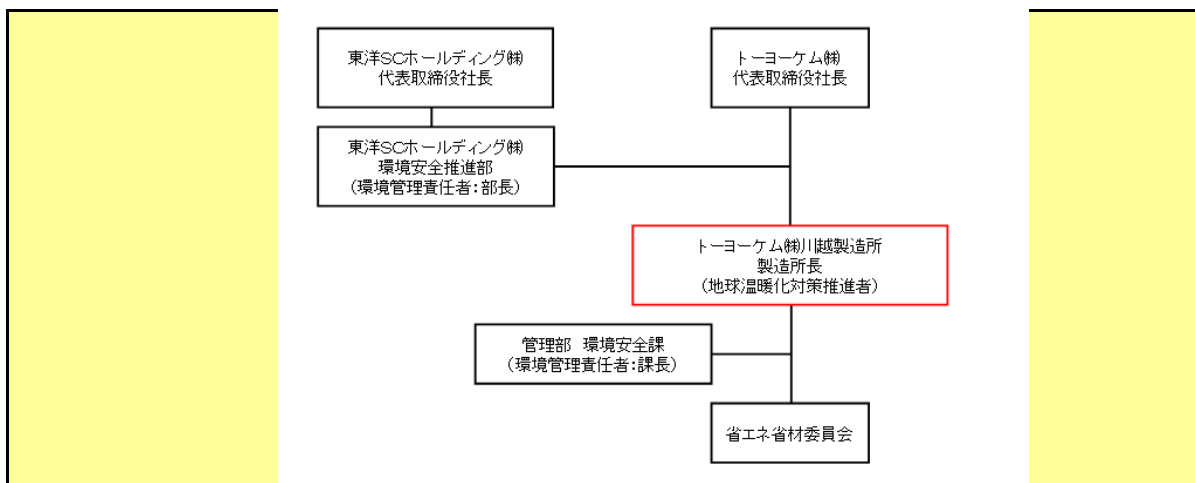 東洋SCホールディング㈱
代表取締役社長
トーヨーケム㈱
代表取締役社長
東洋SCホールディング㈱
環境安全推進部
(環境管理責任者:部長)
トーヨーケム㈱川越製造所
製造所長
(地球温暖化対策推進者)
管理部 環境安全課
(環境管理責任者:課長)
省エネ省材委員会